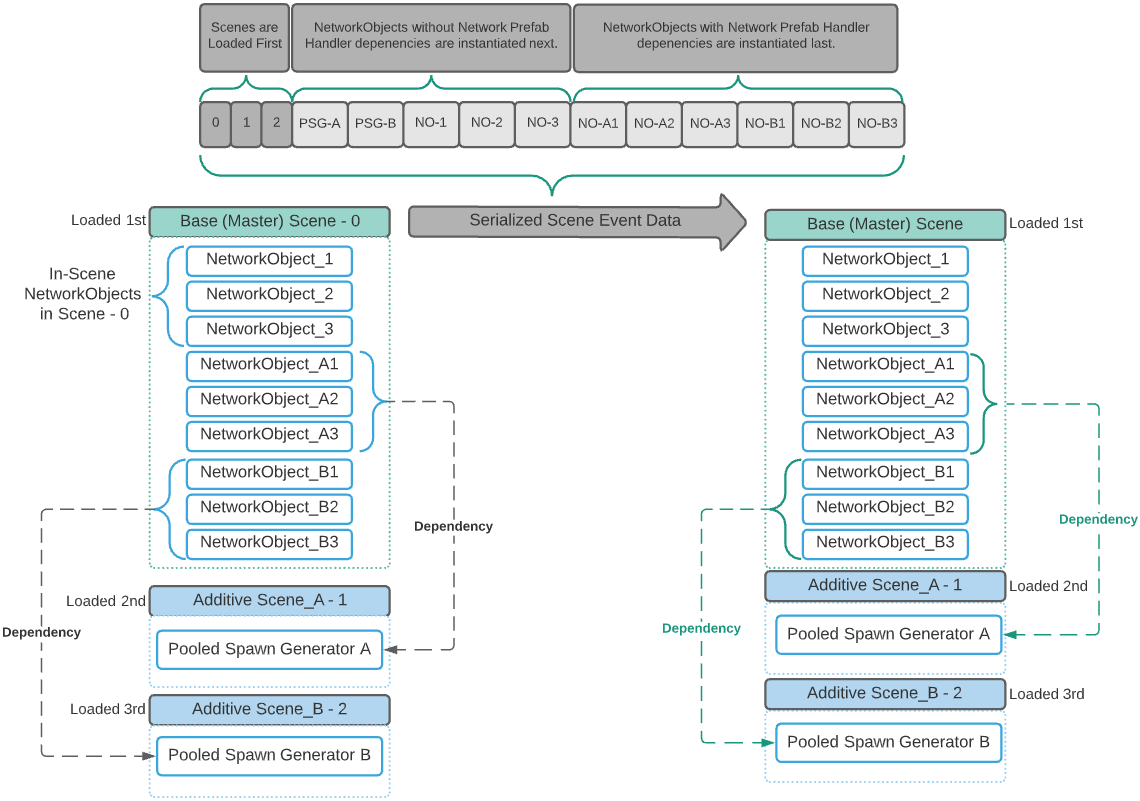 Scenes are
Loaded First
NetworkObjects without Network Prefab
Handler depenencies are instantiated next.
NetworkObjects with Network Prefab Handler
depenencies are instantiated last.
0
1
2
PSG-A
PSG-B
NO-1
NO-2
NO-3
NO-A1
NO-A2
NO-A3
NO-B1
NO-B2
NO-B3
Serialized Scene Event Data
Loaded 1st
Base (Master) Scene - 0
In-Scene
NetworkObjects
in Scene - 0
NetworkObject_1
NetworkObject_2
NetworkObject_3
NetworkObject_A1
NetworkObject_A2
NetworkObject_A3
NetworkObject_B1
NetworkObject_B2
NetworkObject_B3
Dependency
Loaded 2nd
Additive Scene_A - 1
Dependency
Pooled Spawn Generator A
Loaded 3rd
Additive Scene_B - 2
Pooled Spawn Generator B
Base (Master) Scene
Loaded 1st
NetworkObject_1
NetworkObject_2
NetworkObject_3
NetworkObject_A1
NetworkObject_A2
NetworkObject_A3
NetworkObject_B1
NetworkObject_B2
NetworkObject_B3
Dependency
Additive Scene_A - 1
Loaded 2nd
Dependency
Pooled Spawn Generator A
Additive Scene_B - 2
Loaded 3rd
Pooled Spawn Generator B